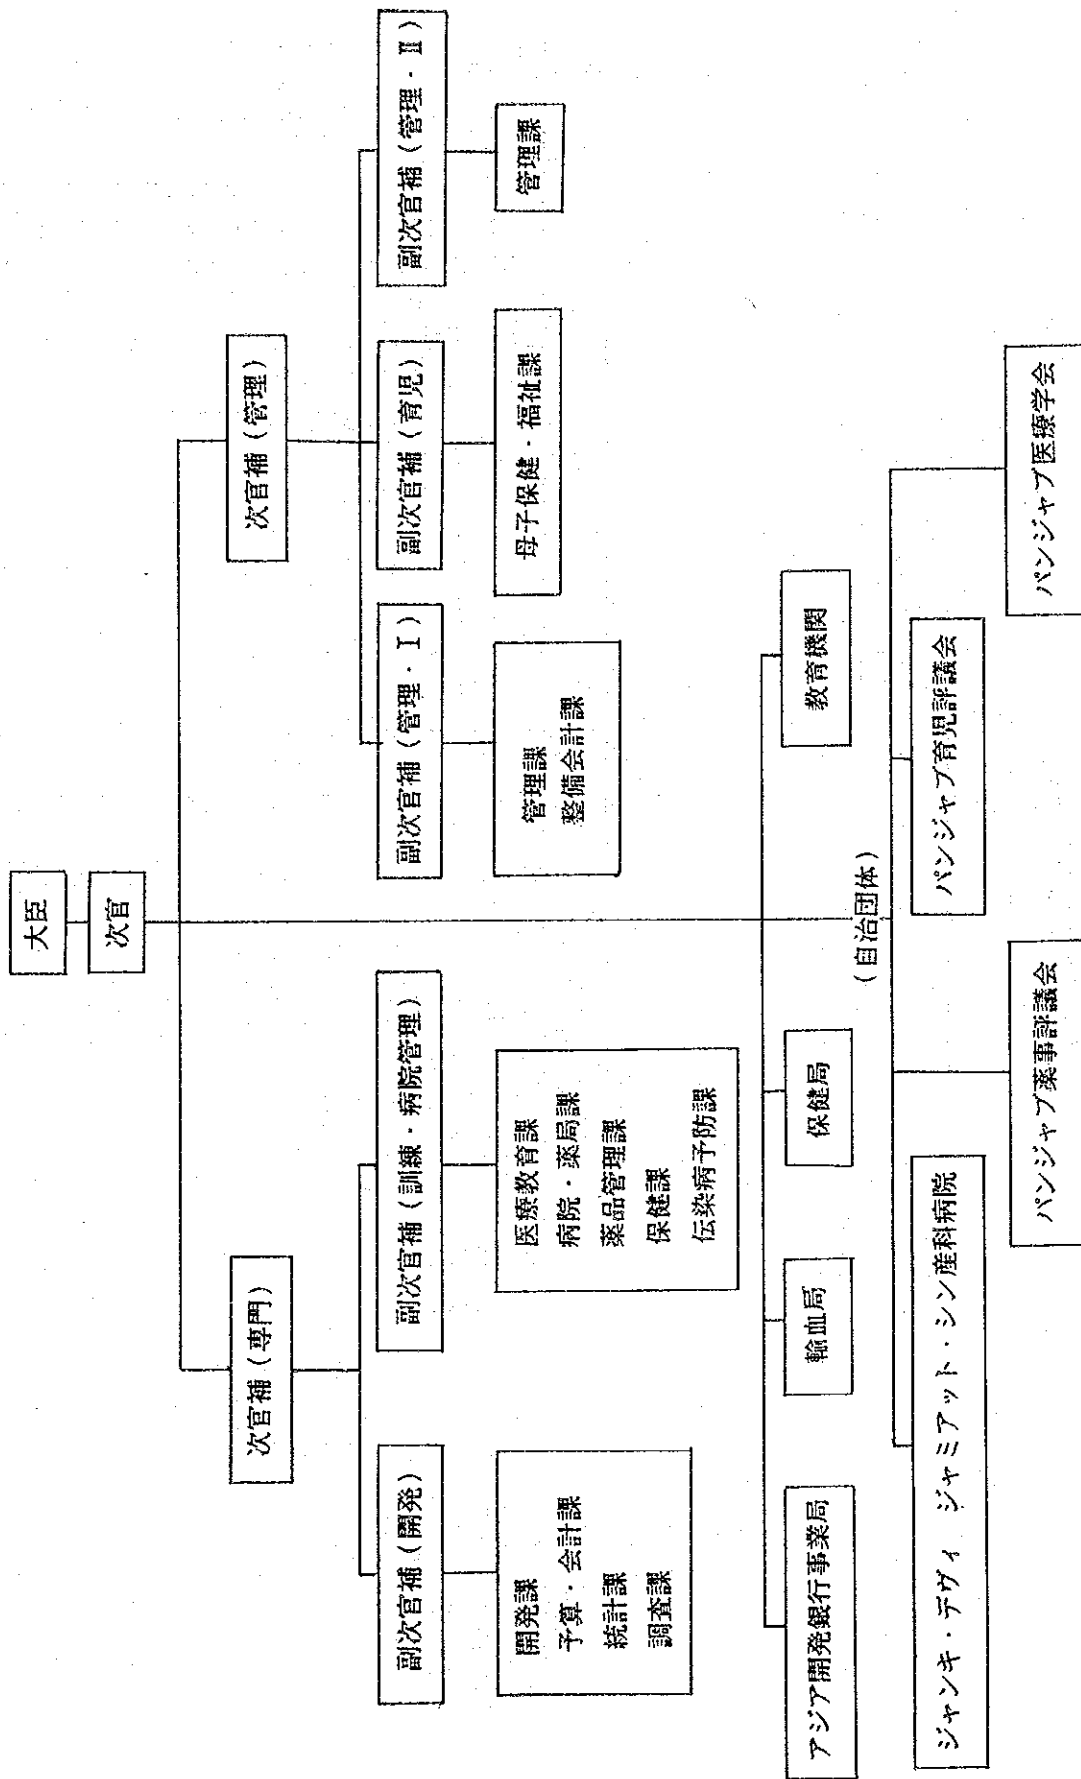 大臣
次官
次官補（専門）
次官補（管理）
副次官補（開発）
副次官補（訓練・病院管理）
副次官補（管理・Ⅰ）
副次官補（育児）
副次官補（管理・Ⅱ）
開発課
予算・会計課
統計課
調査課
医療教育課
病院・薬局課
薬品管理課
保健課
伝染病予防課
管理課
整備会計課
母子保健・福祉課
管理課
アジア開発銀行事業局
輸血局
保健局
教育機関
（自治団体）
ジャンキ・デヴィ ジャミアット・シン産科病院
パンジャブ薬事評議会
パンジャブ育児評議会
パンジャブ医療学会